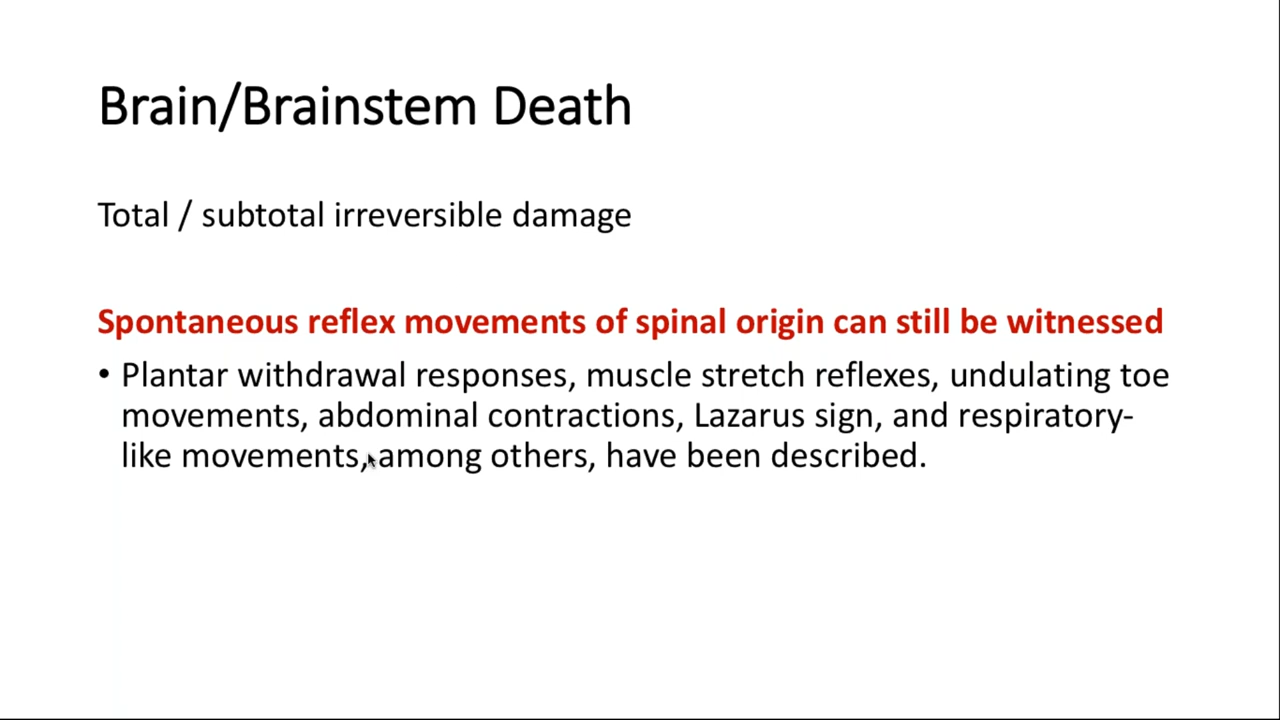 Brain/Brainstem Death
Total / subtotal irreversible damage
Spontaneous reflex movements of spinal origin can still be witnessed
• Plantar withdrawal responses, muscle stretch reflexes, undulating toe
movements, abdominal contractions, Lazarus sign, and respiratory-
like movements, among others, have been described.